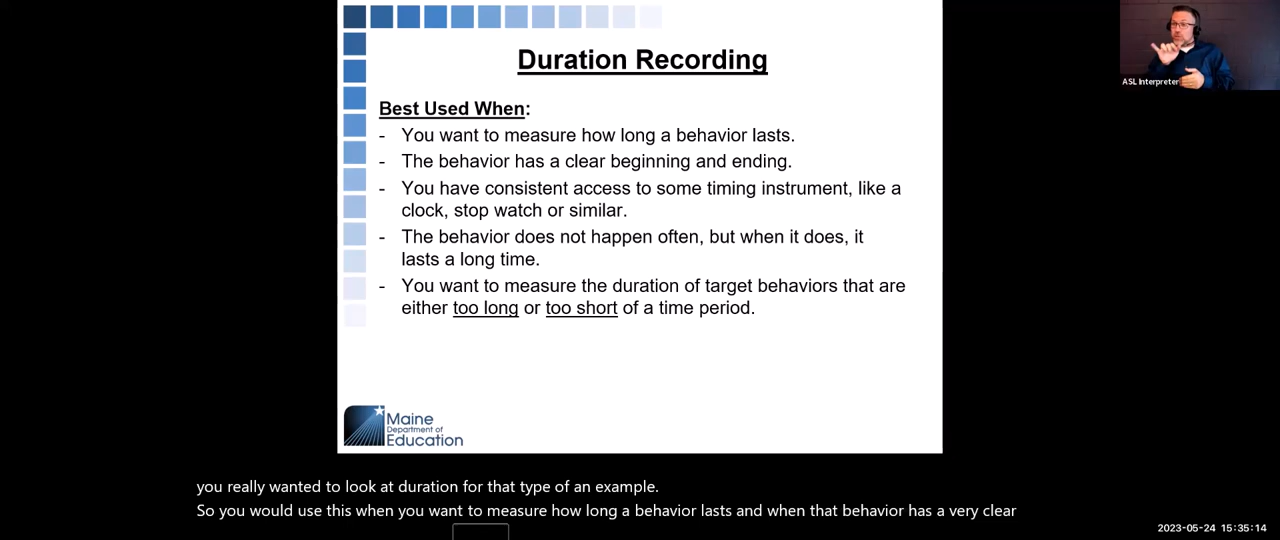 Duration Recording
Best Used When:
- You want to measure how long a behavior lasts.
- The behavior has a clear beginning and ending.
- You have consistent access to some timing instrument, like a
clock, stop watch or similar.
- The behavior does not happen often, but when it does, it
lasts a long time.
- You want to measure the duration of target behaviors that are
either too long or too short of a time period.
ASL Interpreter
Maine
Department of
Education
you really wanted to look at duration for that type of an example.
So you would use this when you want to measure how long a behavior lasts and when that behavior has a very clear
2023-05-24 15:35:14